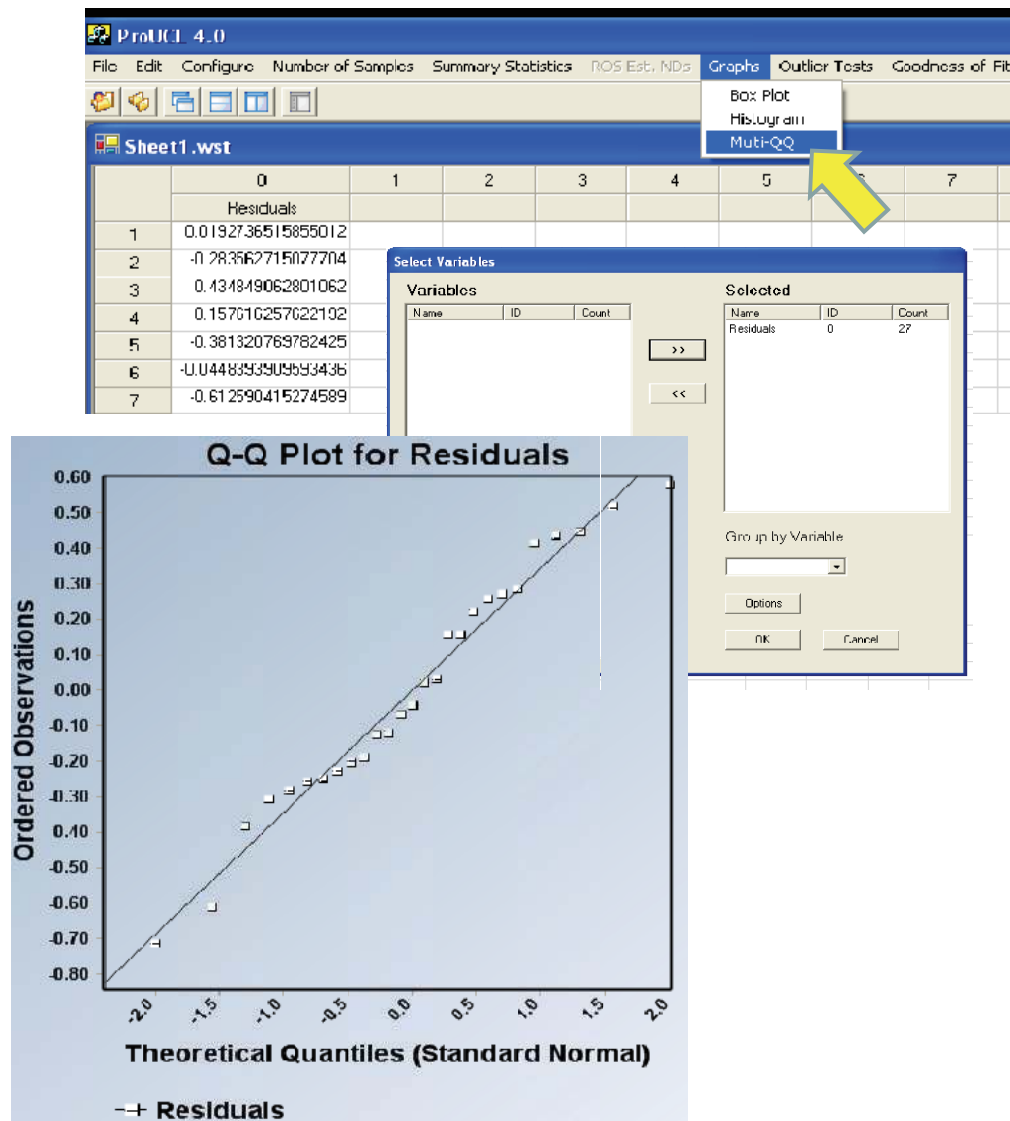 ProUCL 4.0
File Edit Configure Number of Samples Summary Statistics ROS Est. NDs Graphs Outlier Tests Goodness of Fit
Box Plot
Histogram
Muti-QQ
Sheet1.wst
0 1 2 3 4 5 6 7
Residuals
1 0.0192736515855012
2 -0.283562715077704
3 0.434849062801062
4 0.157616257622192
5 -0.381320769782425
6 -0.0448393909593436
7 -0.612590415274589
Select Variables
Variables
Selected
Name ID Count
Name ID Count
Residuals 0 27
>>
<<
Group by Variable
Options
OK Cancel
Q-Q Plot for Residuals
0.60
0.50
0.40
0.30
0.20
0.10
0.00
-0.10
-0.20
-0.30
0.40
-0.50
-0.60
-0.70
-0.80
Ordered Observations
-2.0 -1.5 -1.0 -0.5 0.0 0.5 1.0 1.5 2.0
Theoretical Quantiles (Standard Normal)
Residuals